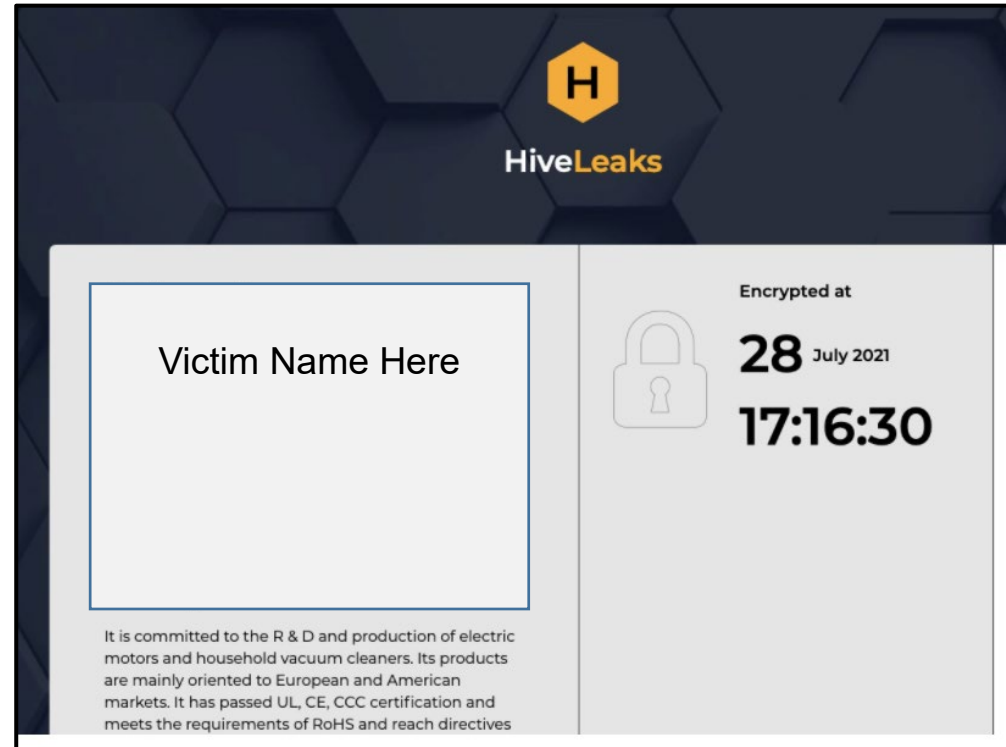 H
HiveLeaks
Victim Name Here
It is committed to the R & D and production of electric
motors and household vacuum cleaners. Its products
are mainly oriented to European and American
markets. It has passed UL, CE, CCC certification and
meets the requirements of RoHS and reach directives
Encrypted at
28 July 2021
17:16:30